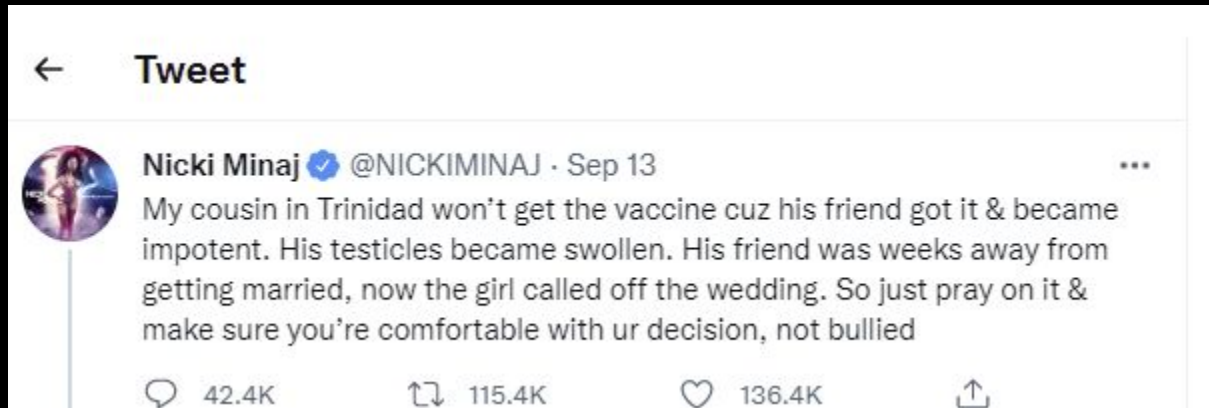 Tweet
Nicki Minaj @NICKIMINAJ · Sep 13
My cousin in Trinidad won’t get the vaccine cuz his friend got it & became
impotent. His testicles became swollen. His friend was weeks away from
getting married, now the girl called off the wedding. So just pray on it &
make sure you’re comfortable with ur decision, not bullied
42.4K 115.4K 136.4K